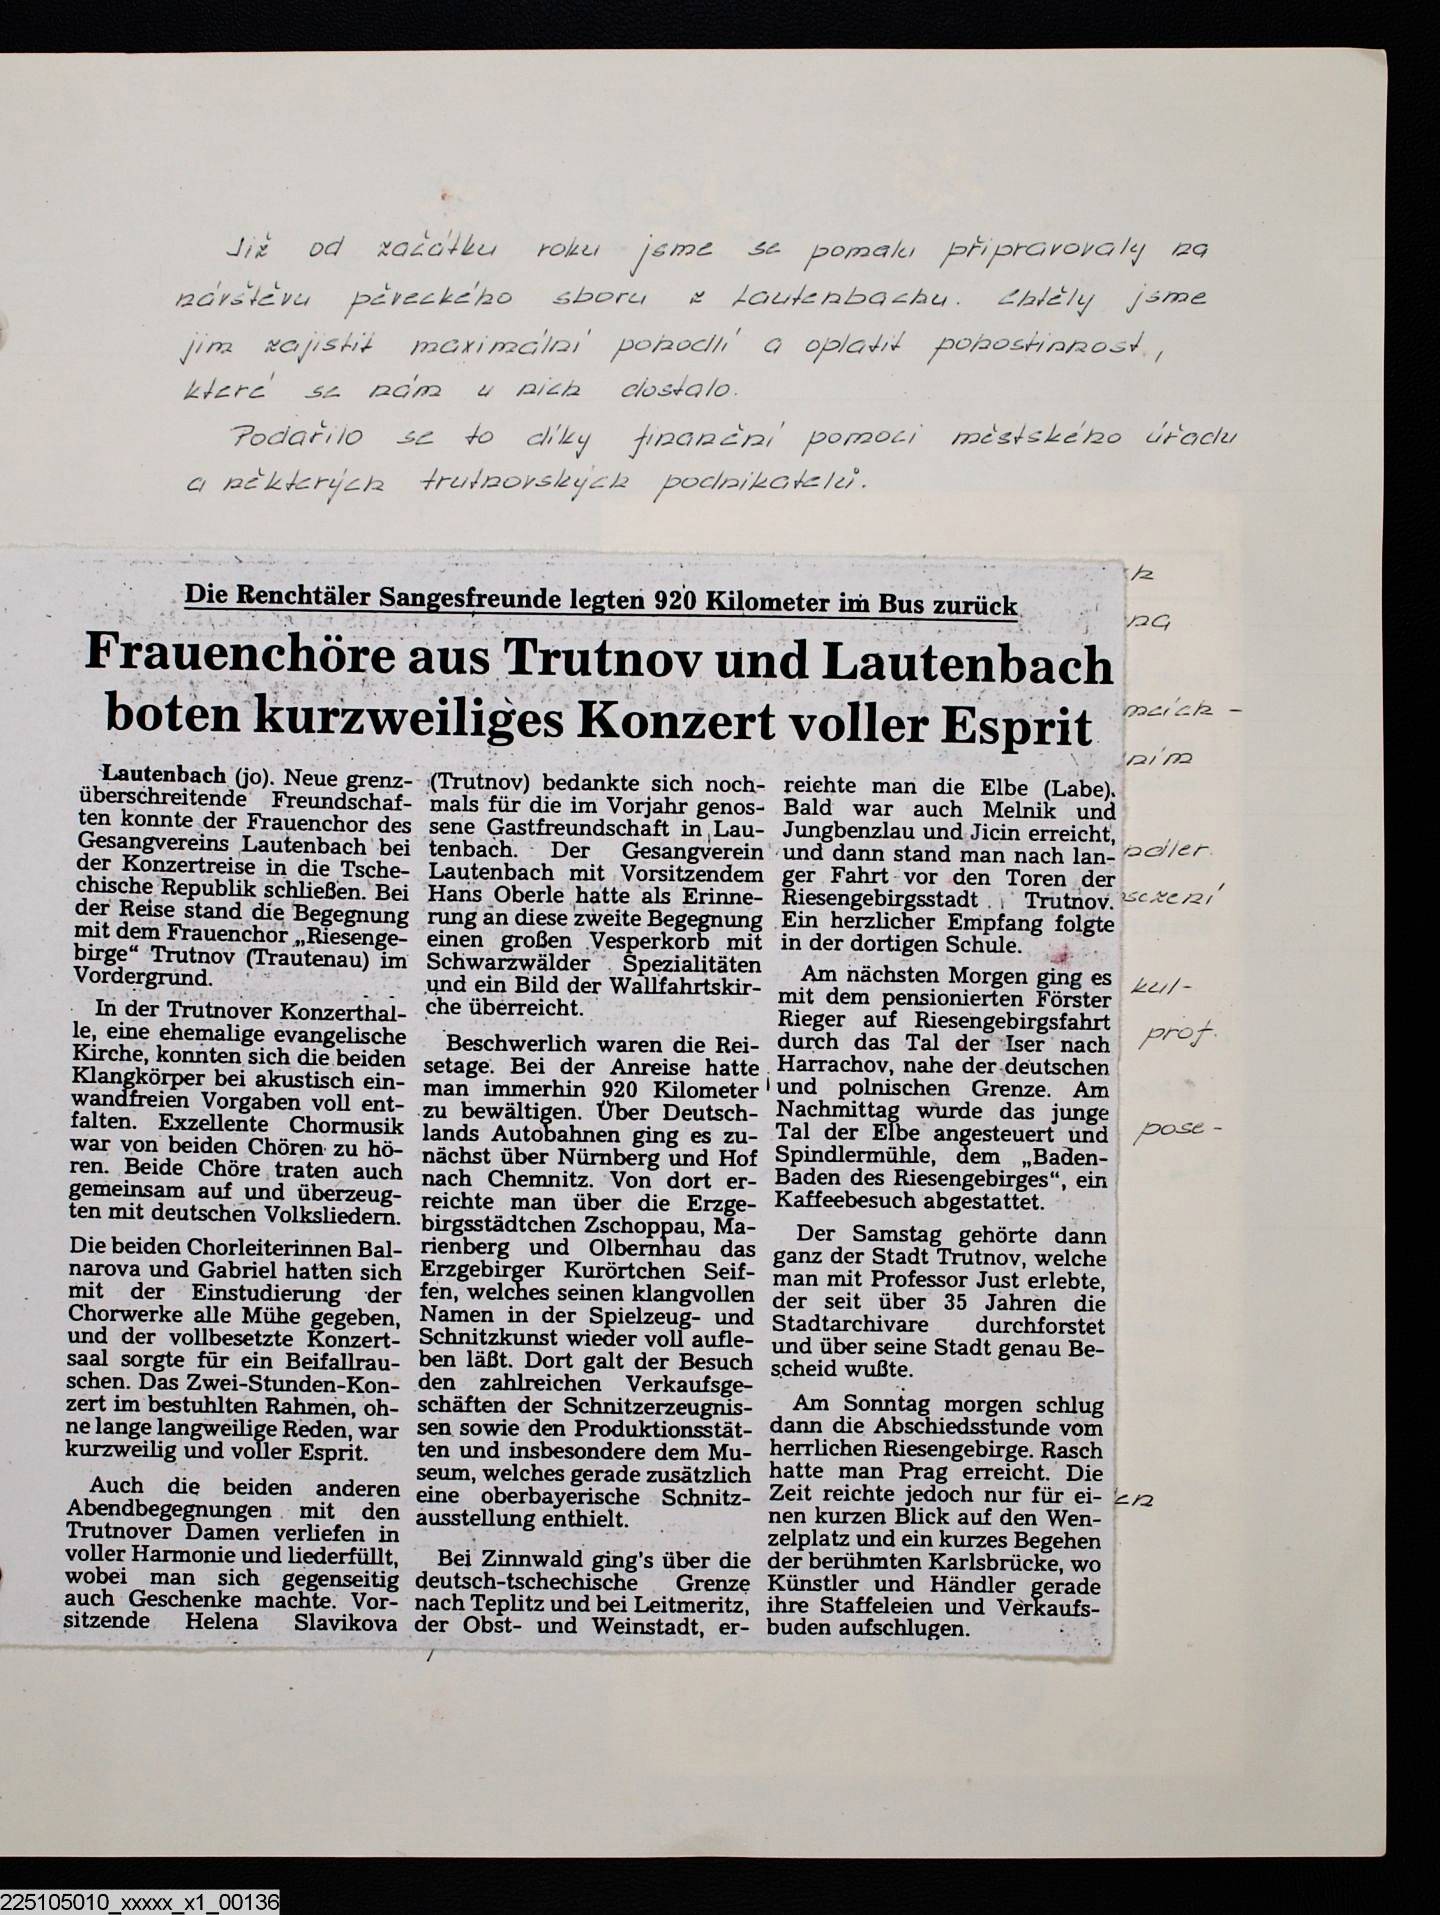 Již od začátku roku jsme se pomalu připravovaly na
návštěvu pěveckého sboru z Lautenbachu. Chtěly jsme
jim zajistit maximální pohodlí a oplatit pohostinnost,
které se nám u nich dostalo.
Podařilo se to díky finanční pomoci městského úřadu
a některých trutnovských podnikatelů.
Die Renchtäler Sangesfreunde legten 920 Kilometer im Bus zurück
Frauenchöre aus Trutnov und Lautenbach
boten kurzweiliges Konzert voller Esprit
Lautenbach (jo). Neue grenz-
überschreitende Freundschaf-
ten konnte der Frauenchor des
Gesangvereins Lautenbach bei
der Konzertreise in die Tsche-
chische Republik schließen. Bei
der Reise stand die Begegnung
mit dem Frauenchor „Riesenge-
birge“ Trutnov (Trautenau) im
Vordergrund.
In der Trutnover Konzerthal-
le, eine ehemalige evangelische
Kirche, konnten sich die beiden
Klangkörper bei akustisch ein-
wandfreien Vorgaben voll ent-
falten. Exzellente Chormusik
war von beiden Chören zu hö-
ren. Beide Chöre traten auch
gemeinsam auf und überzeug-
ten mit deutschen Volksliedern.
Die beiden Chorleiterinnen Bal-
narova und Gabriel hatten sich
mit der Einstudierung der
Chorwerke alle Mühe gegeben,
und der vollbesetzte Konzert-
saal sorgte für ein Beifallrau-
schen. Das Zwei-Stunden-Kon-
zert im bestuhlten Rahmen, oh-
ne lange langweilige Reden, war
kurzweilig und voller Esprit.
Auch die beiden anderen
Abendbegegnungen mit den
Trutnover Damen verliefen in
voller Harmonie und liederfüllt,
wobei man sich gegenseitig
auch Geschenke machte. Vor-
sitzende Helena Slavikova
(Trutnov) bedankte sich noch-
mals für die im Vorjahr genos-
sene Gastfreundschaft in Lau-
tenbach. Der Gesangverein
Lautenbach mit Vorsitzendem
Hans Oberle hatte als Erinne-
rung an diese zweite Begegnung
einen großen Vesperkorb mit
Schwarzwälder Spezialitäten
und ein Bild der Wallfahrtskir-
che überreicht.
Beschwerlich waren die Rei-
setage. Bei der Anreise hatte
man immerhin 920 Kilometer
zu bewältigen. Über Deutsch-
lands Autobahnen ging es zu-
nächst über Nürnberg und Hof
nach Chemnitz. Von dort er-
reichte man über die Erzge-
birgsstädtchen Zschoppau, Ma-
rienberg und Olbernhau das
Erzgebirger Kurörtchen Seif-
fen, welches seinen klangvollen
Namen in der Spielzeug- und
Schnitzkunst wieder voll aufle-
ben läßt. Dort galt der Besuch
den zahlreichen Verkaufsge-
schäften der Schnitzerzeugnis-
sen sowie den Produktionsstät-
ten und insbesondere dem Mu-
seum, welches gerade zusätzlich
eine oberbayerische Schnitz-
ausstellung enthielt.
Bei Zinnwald ging's über die
deutsch-tschechische Grenze
nach Teplitz und bei Leitmeritz,
der Obst- und Weinstadt, er-
reichte man die Elbe (Labe).
Bald war auch Melnik und
Jungbenzlau und Jicin erreicht,
und dann stand man nach lan-
ger Fahrt vor den Toren der
Riesengebirgsstadt Trutnov.
Ein herzlicher Empfang folgte
in der dortigen Schule.
Am nächsten Morgen ging es
mit dem pensionierten Förster
Rieger auf Riesengebirgsfahrt
durch das Tal der Iser nach
Harrachov, nahe der deutschen
und polnischen Grenze. Am
Nachmittag wurde das junge
Tal der Elbe angesteuert und
Spindlermühle, dem „Baden-
Baden des Riesengebirges“, ein
Kaffeebesuch abgestattet.
Der Samstag gehörte dann
ganz der Stadt Trutnov, welche
man mit Professor Just erlebte,
der seit über 35 Jahren die
Stadtarchivare durchforstet
und über seine Stadt genau Be-
scheid wußte.
Am Sonntag morgen schlug
dann die Abschiedsstunde vom
herrlichen Riesengebirge. Rasch
hatte man Prag erreicht. Die
Zeit reichte jedoch nur für ei-
nen kurzen Blick auf den Wen-
zelplatz und ein kurzes Begehen
der berühmten Karlsbrücke, wo
Künstler und Händler gerade
ihre Staffeleien und Verkaufs-
buden aufschlugen.
na
ním
kul-
prof.
pose-
225105010_xxxxx_x1_00136